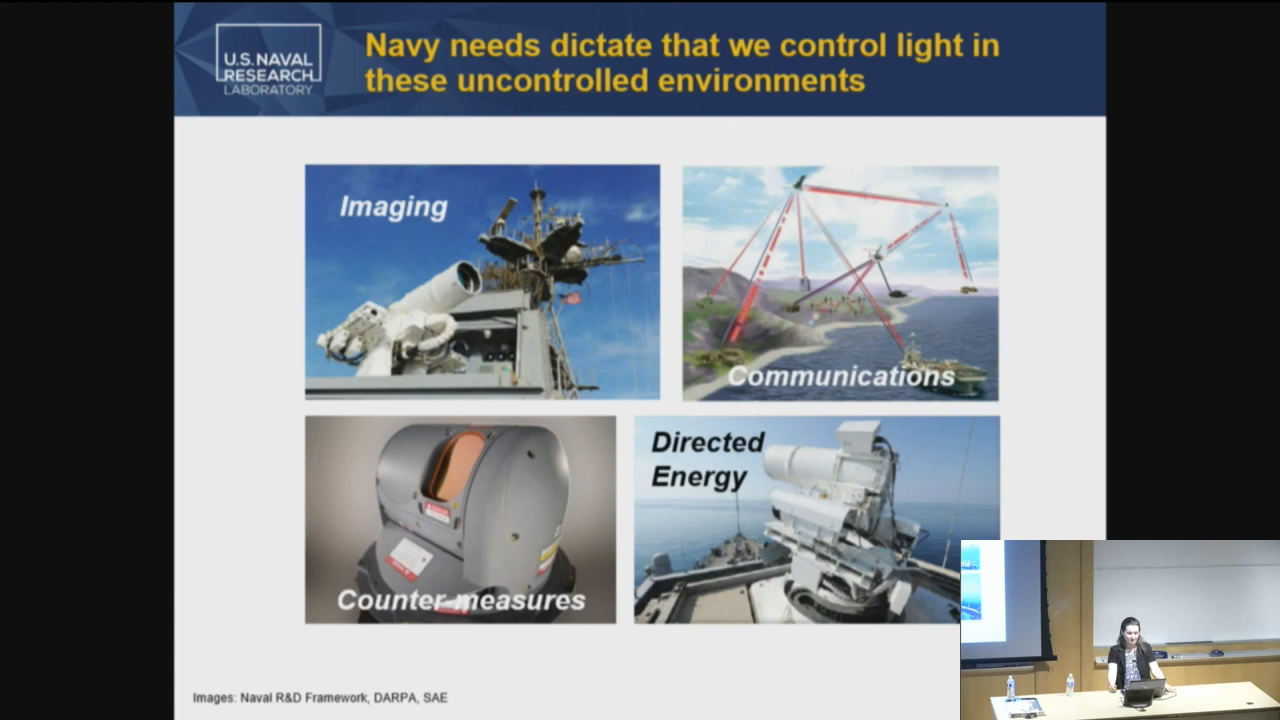 U.S. NAVAL
RESEARCH
LABORATORY
Navy needs dictate that we control light in
these uncontrolled environments
Imaging
Communications
Counter-measures
Directed
Energy
Images: Naval R&D Framework, DARPA, SAE